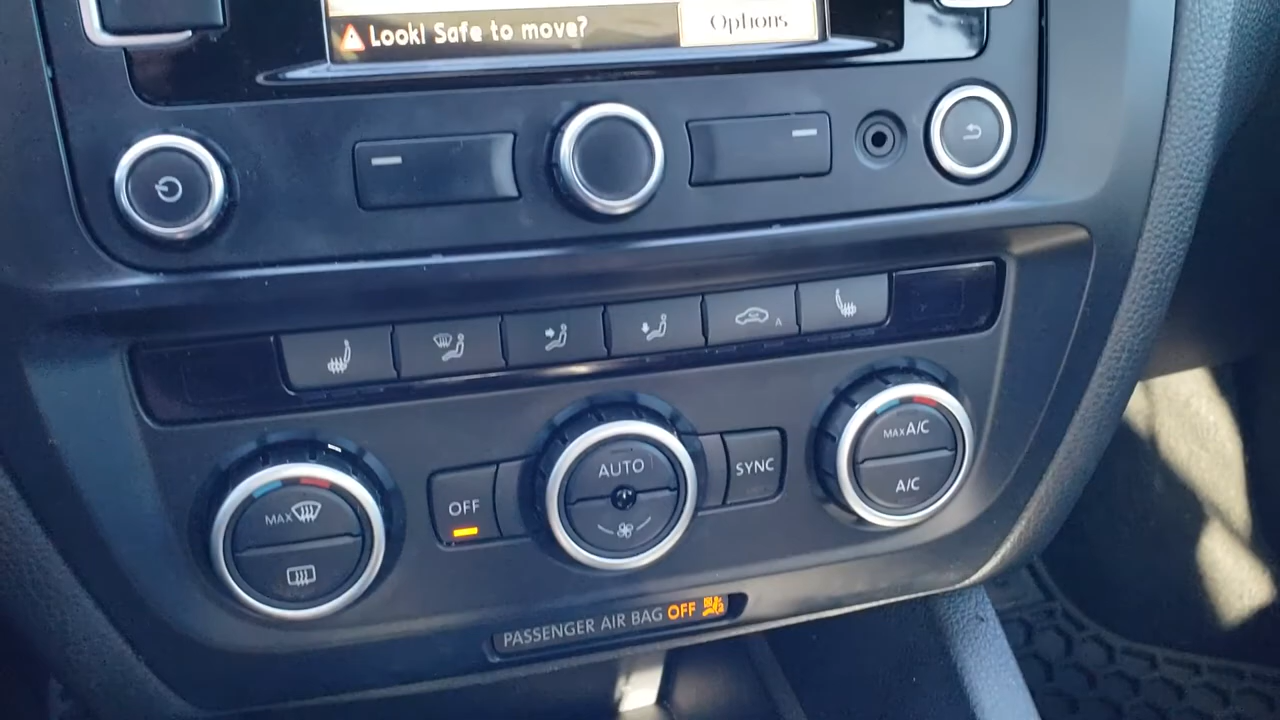 Look! Safe to move?
Options
A
AUTO
OFF
SYNC
MAX A/C
A/C
MAX
PASSENGER AIR BAG OFF